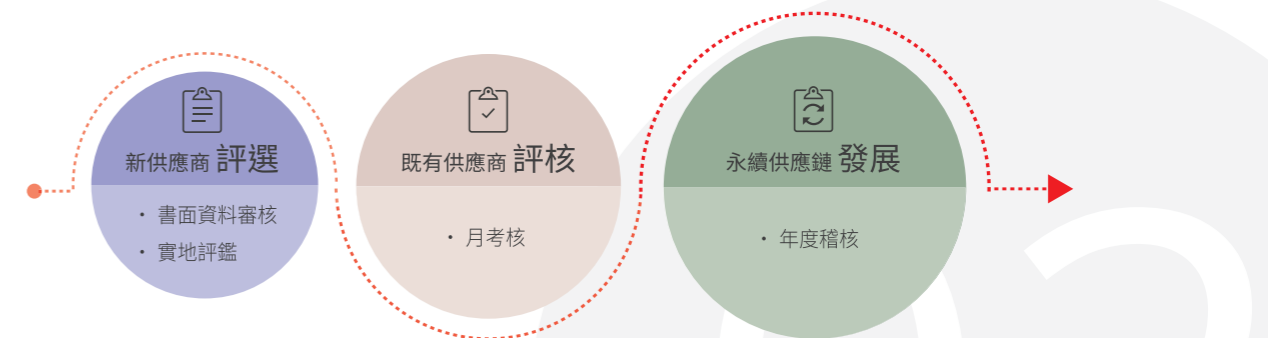 新供應商 評選
・ 書面資料審核
・ 實地評鑑
既有供應商 評核
・ 月考核
永續供應鏈 發展
・ 年度稽核